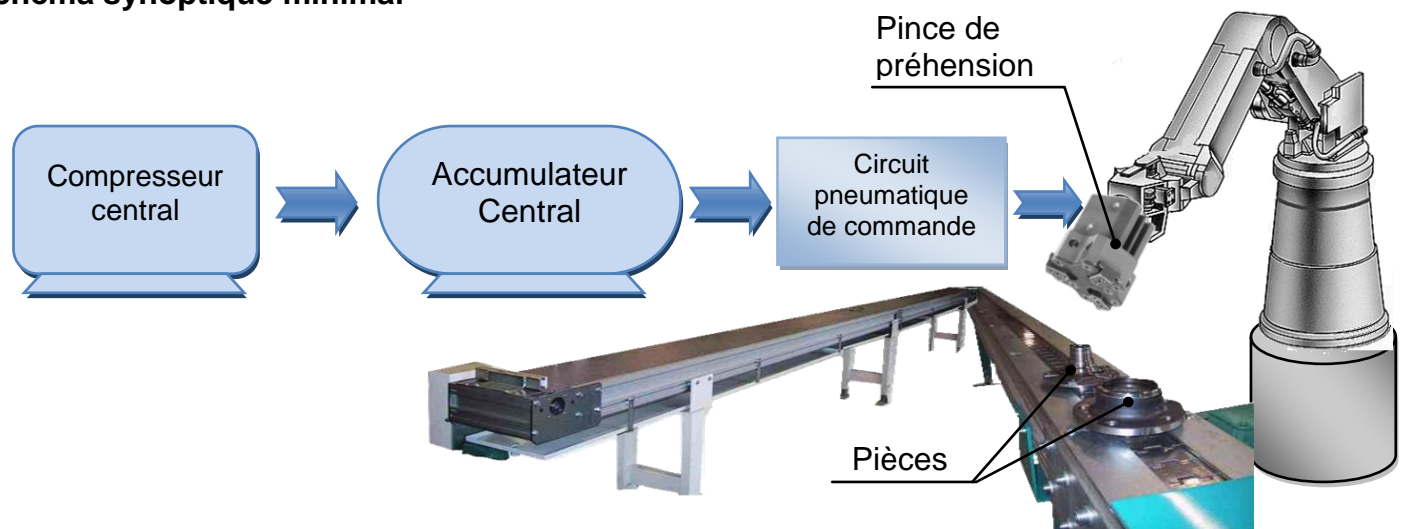 Pince de
préhension
Compresseur
central
Accumulateur
Central
Circuit
pneumatique
de commande
Pièces